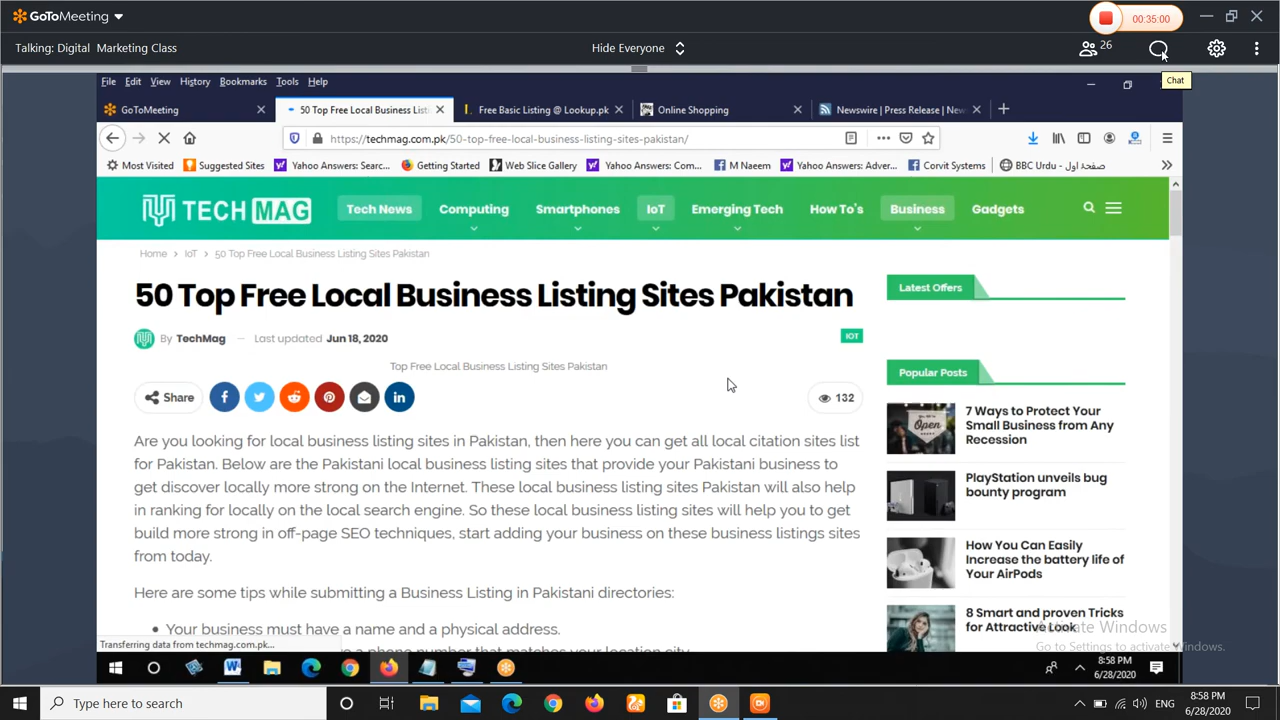 GoToMeeting
00:35:00
Talking: Digital Marketing Class
Hide Everyone
26
Chat
File Edit View History Bookmarks Tools Help
GoToMeeting
50 Top Free Local Business Listi
Free Basic Listing @ Lookup.pk
Online Shopping
Newswire | Press Release | New
https://techmag.com.pk/50-top-free-local-business-listing-sites-pakistan/
Most Visited
Suggested Sites
Yahoo Answers: Searc...
Getting Started
Web Slice Gallery
Yahoo Answers: Com...
M Naeem
Yahoo Answers: Adver...
Corvit Systems
صفحۂ اول - BBC Urdu
TECH MAG
Tech News
Computing
Smartphones
IoT
Emerging Tech
How To's
Business
Gadgets
Home > IoT > 50 Top Free Local Business Listing Sites Pakistan
50 Top Free Local Business Listing Sites Pakistan
By TechMag — Last updated Jun 18, 2020
IOT
Top Free Local Business Listing Sites Pakistan
Share
132
Are you looking for local business listing sites in Pakistan, then here you can get all local citation sites list
for Pakistan. Below are the Pakistani local business listing sites that provide your Pakistani business to
get discover locally more strong on the Internet. These local business listing sites Pakistan will also help
in ranking for locally on the local search engine. So these local business listing sites will help you to get
build more strong in off-page SEO techniques, start adding your business on these business listings sites
from today.
Here are some tips while submitting a Business Listing in Pakistani directories:
• Your business must have a name and a physical address.
a phone number that matches your location city
Latest Offers
Popular Posts
7 Ways to Protect Your
Small Business from Any
Recession
PlayStation unveils bug
bounty program
How You Can Easily
Increase the battery life of
Your AirPods
8 Smart and proven Tricks
for Attractive book
Activate Windows
Go to Settings to activate Windows.
Transferring data from techmag.com.pk...
8:58 PM
6/28/2020
Type here to search
ENG
8:58 PM
6/28/2020